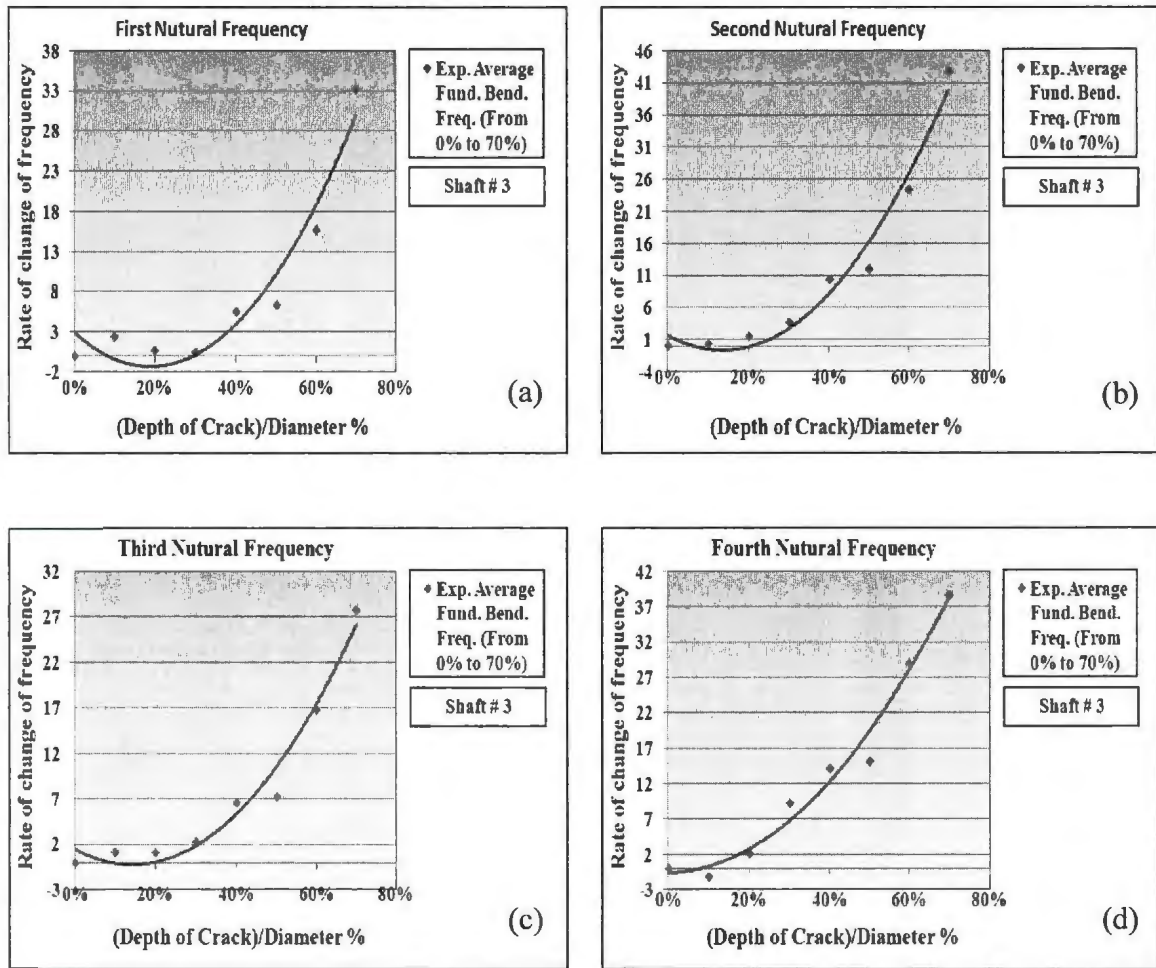 First Nutural Frequency
Rate of change of frequency
38
33
28
23
18
13
8
3
-2
0% 20% 40% 60% 80%
(Depth of Crack)/Diameter %
Exp. Average
Fund. Bend.
Freq. (From
0% to 70%)
Shaft # 3
(a)
Second Nutural Frequency
Rate of change of frequency
46
41
36
31
26
21
16
11
6
1
-4
0% 20% 40% 60% 80%
(Depth of Crack)/Diameter %
Exp. Average
Fund. Bend.
Freq. (From
0% to 70%)
Shaft # 3
(b)
Third Nutural Frequency
Rate of change of frequency
32
27
22
17
12
7
2
-3
0% 20% 40% 60% 80%
(Depth of Crack)/Diameter %
Exp. Average
Fund. Bend.
Freq. (From
0% to 70%)
Shaft # 3
(c)
Fourth Nutural Frequency
Rate of change of frequency
42
37
32
27
22
17
12
7
2
-3
0% 20% 40% 60% 80%
(Depth of Crack)/Diameter %
Exp. Average
Fund. Bend.
Freq. (From
0% to 70%)
Shaft # 3
(d)